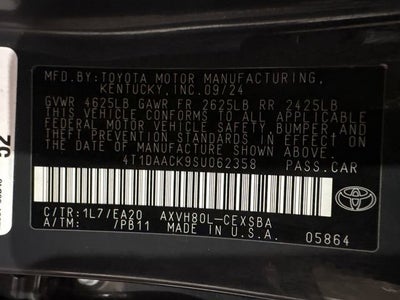 MFD.BY:TOYOTA MOTOR MANUFACTURING,
KENTUCKY,INC.09/24
GVWR 4625LB GAWR FR 2625LB RR 2425LB
THIS VEHICLE CONFORMS TO ALL APPLICABLE
FEDERAL MOTOR VEHICLE SAFETY, BUMPER AND
THEFT PREVENTION STANDARDS IN EFFECT ON
THE DATE OF MANUFACTURE SHOWN ABOVE.
4T1DAACK9SU062358 PASS.CAR
C/TR:1L7/EA20 AXVH80L-CEXSBA
A/TM: /PB11 MADE IN U.S.A.
05864
TOYOTA
52